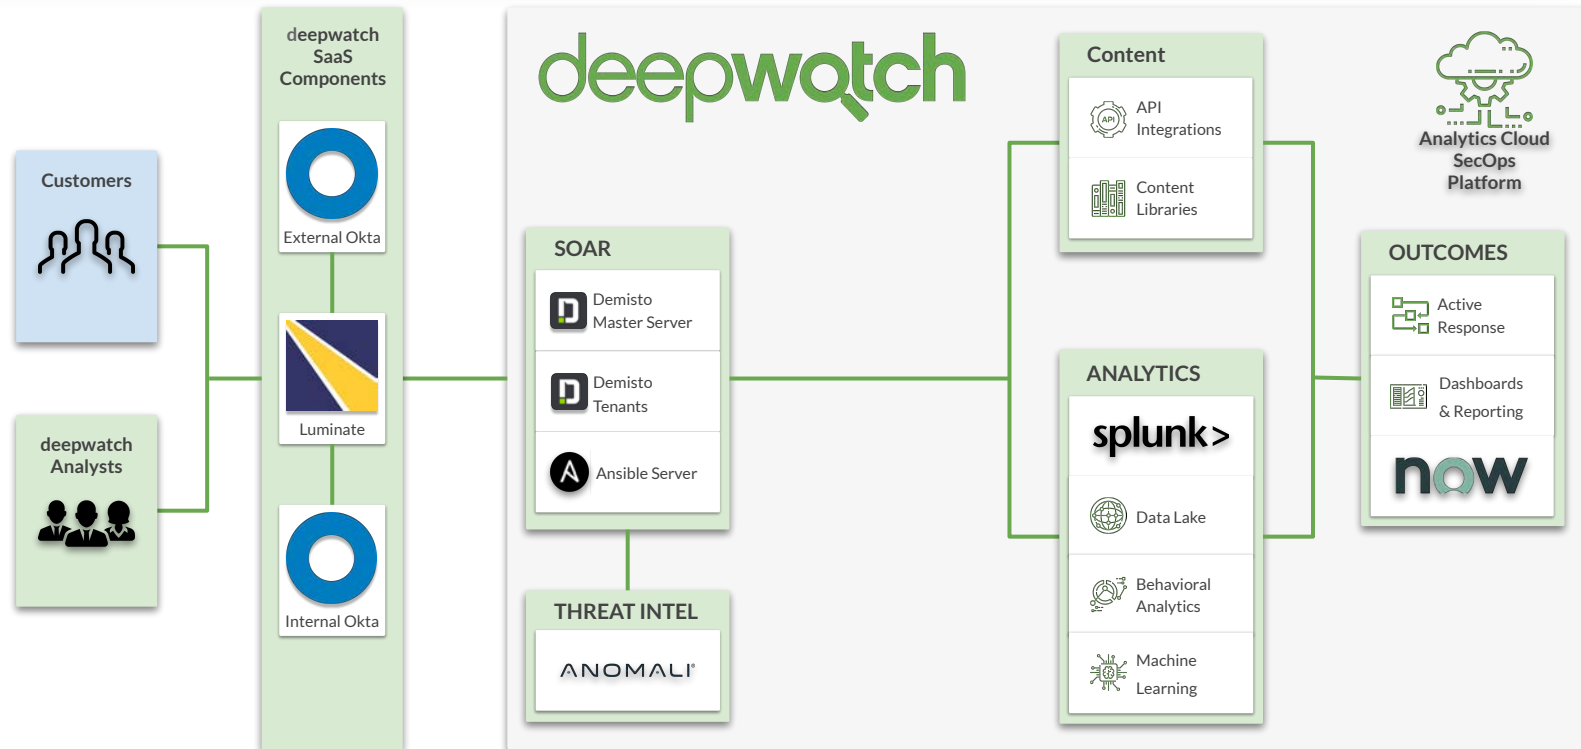 Customers
deepwatch
Analysts
deepwatch
SaaS
Components
External Okta
Luminate
Internal Okta
deepwatch
SOAR
Demisto
Master Server
Demisto
Tenants
Ansible Server
THREAT INTEL
ANOMALI®
Content
API
API
Integrations
Content
Libraries
ANALYTICS
splunk>
Data Lake
Behavioral
Analytics
Machine
Learning
Analytics Cloud
SecOps
Platform
OUTCOMES
Active
Response
Dashboards
& Reporting
now